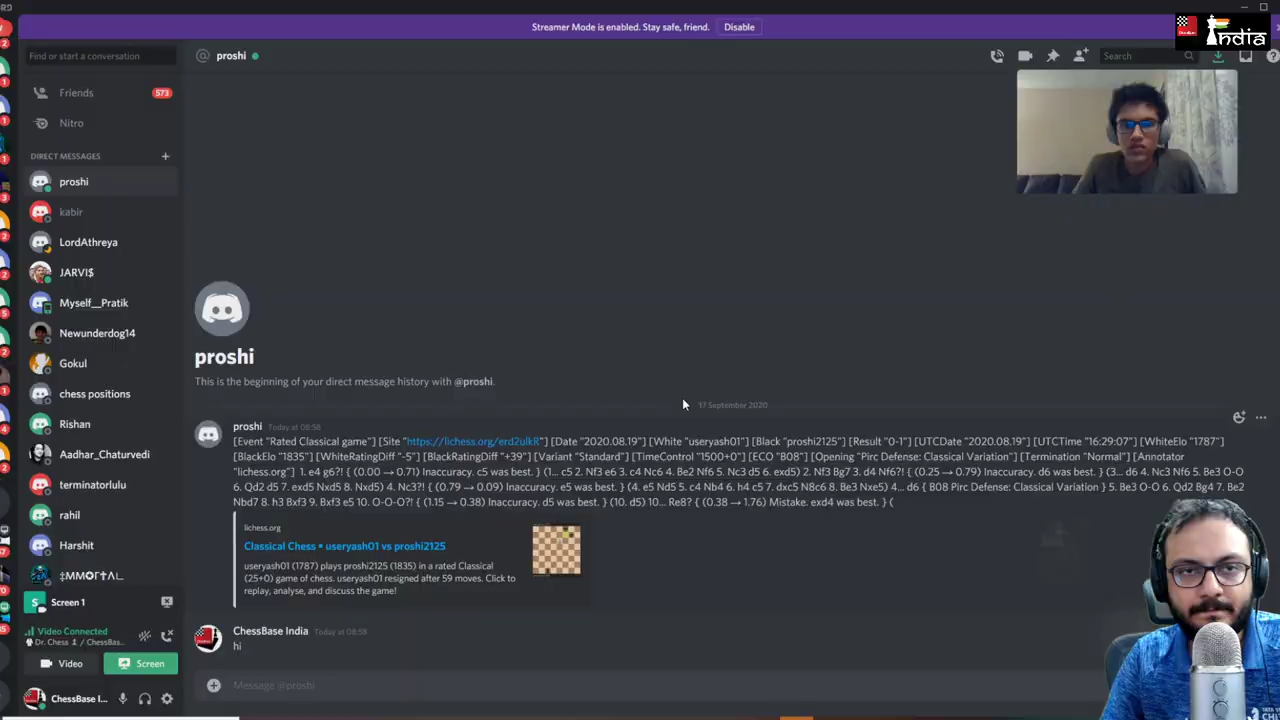 Streamer Mode is enabled. Stay safe, friend. Disable
India
Find or start a conversation
proshi
Search
Friends 573
Nitro
DIRECT MESSAGES
proshi
kabir
LordAthreya
JARVI$
Myself__Pratik
Newunderdog14
Gokul
chess positions
Rishan
Aadhar_Chaturvedi
terminatorlulu
rahil
Harshit
Screen 1
Video Connected
Dr. Chess / ChessBas...
Video
Screen
ChessBase I...
proshi
This is the beginning of your direct message history with @proshi.
17 September 2020
proshi Today at 08:58
[Event "Rated Classical game"] [Site "https://lichess.org/erd2ulkR"] [Date "2020.08.19"] [White "useryash01"] [Black "proshi2125"] [Result "0-1"] [UTCDate "2020.08.19"] [UTCTime "16:29:07"] [WhiteElo "1787"]
[BlackElo "1835"] [WhiteRatingDiff "-5"] [BlackRatingDiff "+39"] [Variant "Standard"] [TimeControl "1500+0"] [ECO "B08"] [Opening "Pirc Defense: Classical Variation"] [Termination "Normal"] [Annotator
"lichess.org"] 1. e4 g6?! { (0.00 → 0.71) Inaccuracy. c5 was best. } (1... c5 2. Nf3 e6 3. c4 Nc6 4. Be2 Nf6 5. Nc3 d5 6. exd5) 2. Nf3 Bg7 3. d4 Nf6?! { (0.25 → 0.79) Inaccuracy. d6 was best. } (3... d6 4. Nc3 Nf6 5. Be3 O-O
6. Qd2 d5 7. exd5 Nxd5 8. Nxd5) 4. Nc3?! { (0.79 → 0.09) Inaccuracy. e5 was best. } (4. e5 Nd5 5. c4 Nb4 6. h4 c5 7. dxc5 N8c6 8. Be3 Nxe5) 4... d6 { B08 Pirc Defense: Classical Variation } 5. Be3 O-O 6. Qd2 Bg4 7. Be2
Nbd7 8. h3 Bxf3 9. Bxf3 e5 10. O-O-O?! { (1.15 → 0.38) Inaccuracy. d5 was best. } (10. d5) 10... Re8? { (0.38 → 1.76) Mistake. exd4 was best. } (
lichess.org
Classical Chess • useryash01 vs proshi2125
useryash01 (1787) plays proshi2125 (1835) in a rated Classical
(25+0) game of chess. useryash01 resigned after 59 moves. Click to
replay, analyse, and discuss the game!
ChessBase India Today at 08:58
hi
Message @proshi